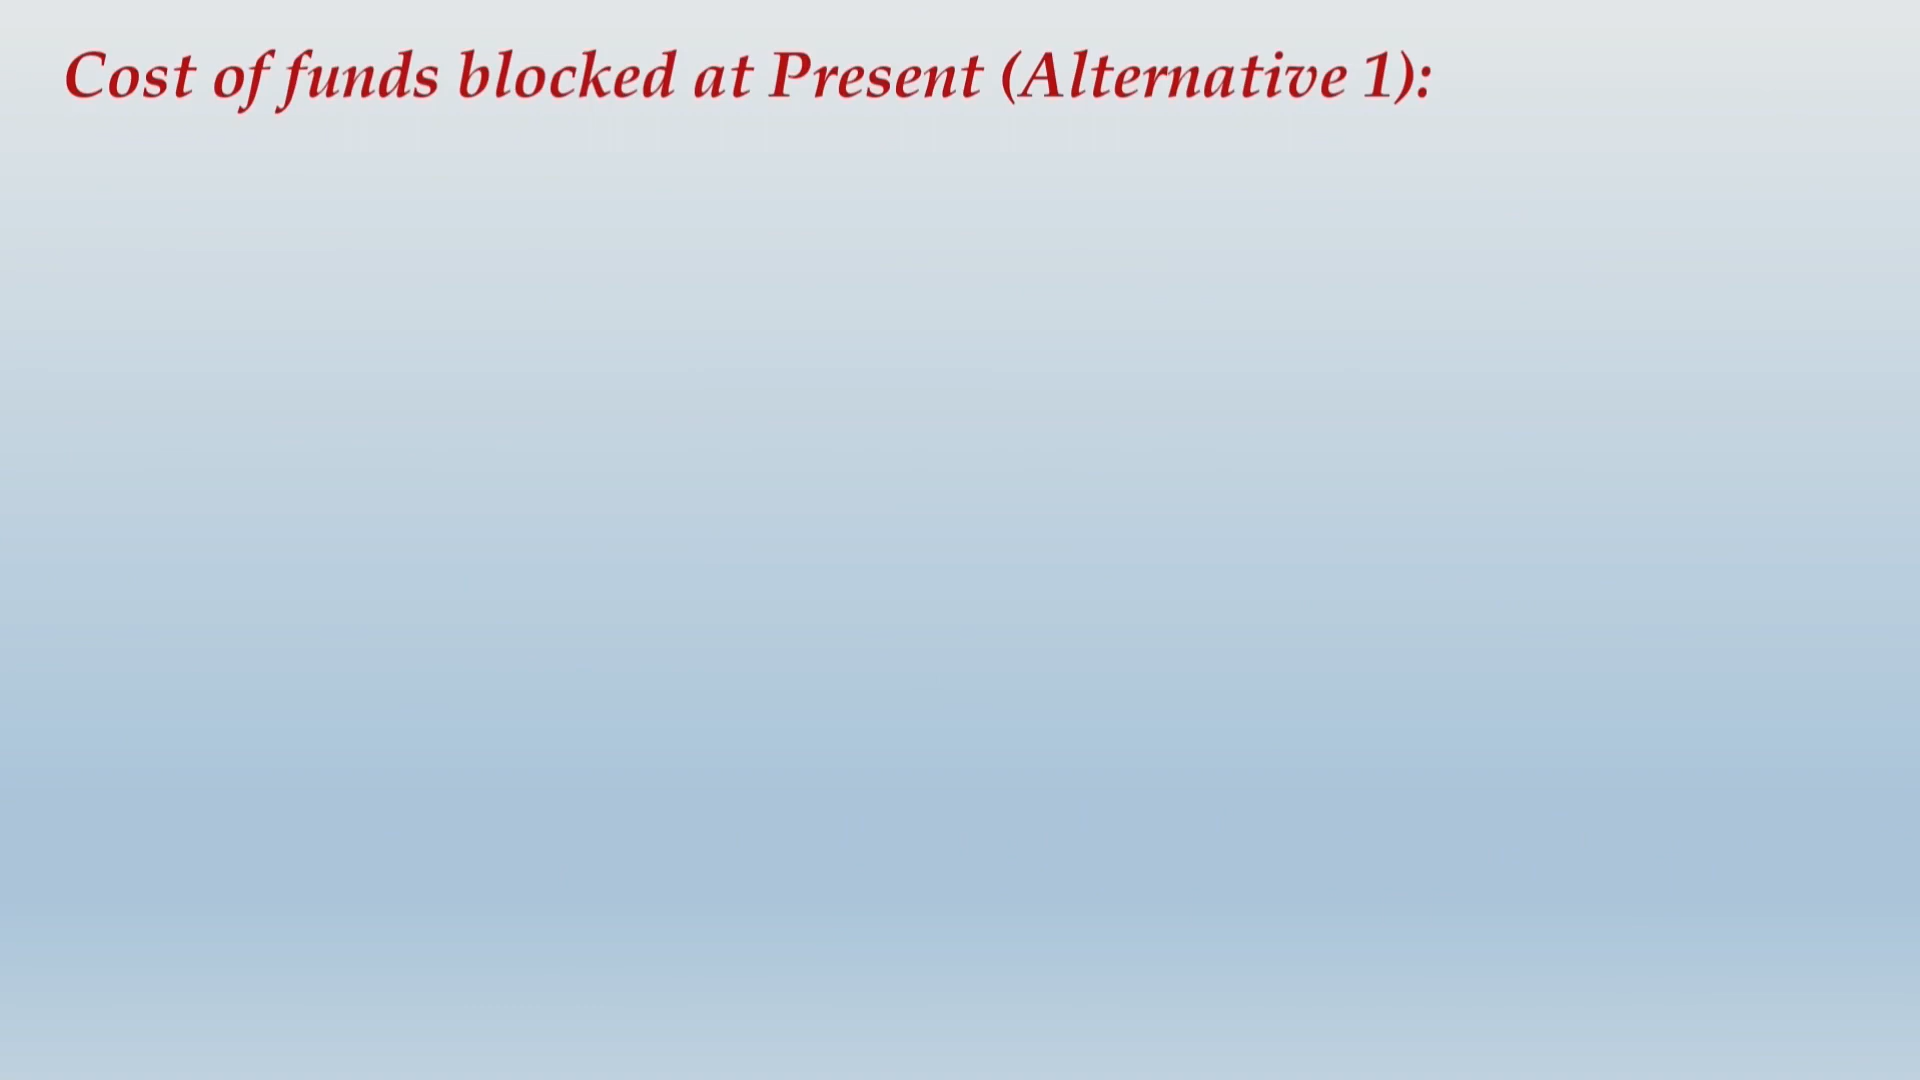 Cost of funds blocked at Present (Alternative 1):